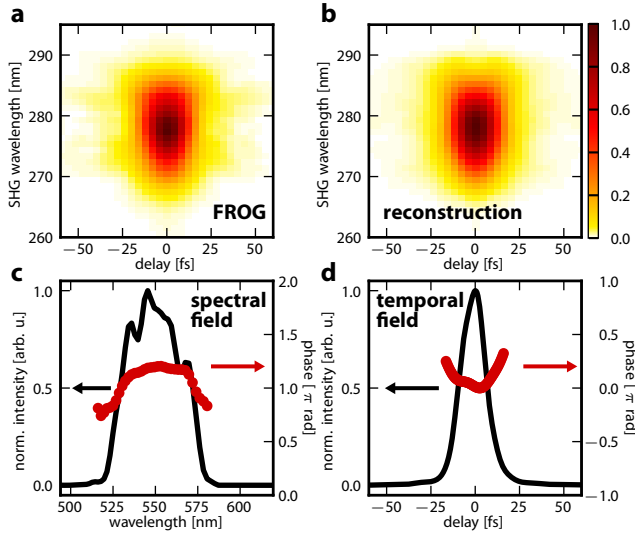 a
b
SHG wavelength [nm]
290
280
270
260
−50
−25
0
25
50
delay [fs]
FROG
SHG wavelength [nm]
290
280
270
260
−50
−25
0
25
50
delay [fs]
reconstruction
1.0
0.8
0.6
0.4
0.2
0.0
c
d
norm. intensity [arb. u.]
1.0
0.5
0.0
500
525
550
575
600
wavelength [nm]
spectral
field
2.0
1.5
1.0
0.5
0.0
phase [ π rad]
norm. intensity [arb. u.]
1.0
0.5
0.0
−50
−25
0
25
50
delay [fs]
temporal
field
1.0
0.5
0.0
−0.5
−1.0
phase [ π rad]